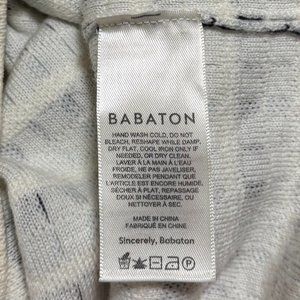 BABATON
HAND WASH COLD, DO NOT
BLEACH, RESHAPE WHILE DAMP,
DRY FLAT, COOL IRON ONLY IF
NEEDED, OR DRY CLEAN.
LAVER À LA MAIN À L'EAU
FROIDE, NE PAS JAVELLISER,
REMODELER PENDANT QUE
L'ARTICLE EST ENCORE HUMIDE,
SÉCHER À PLAT, REPASSAGE
DOUX SI NÉCESSAIRE, OU
NETTOYER À SEC.
MADE IN CHINA
FABRIQUÉ EN CHINE
Sincerely, Babaton